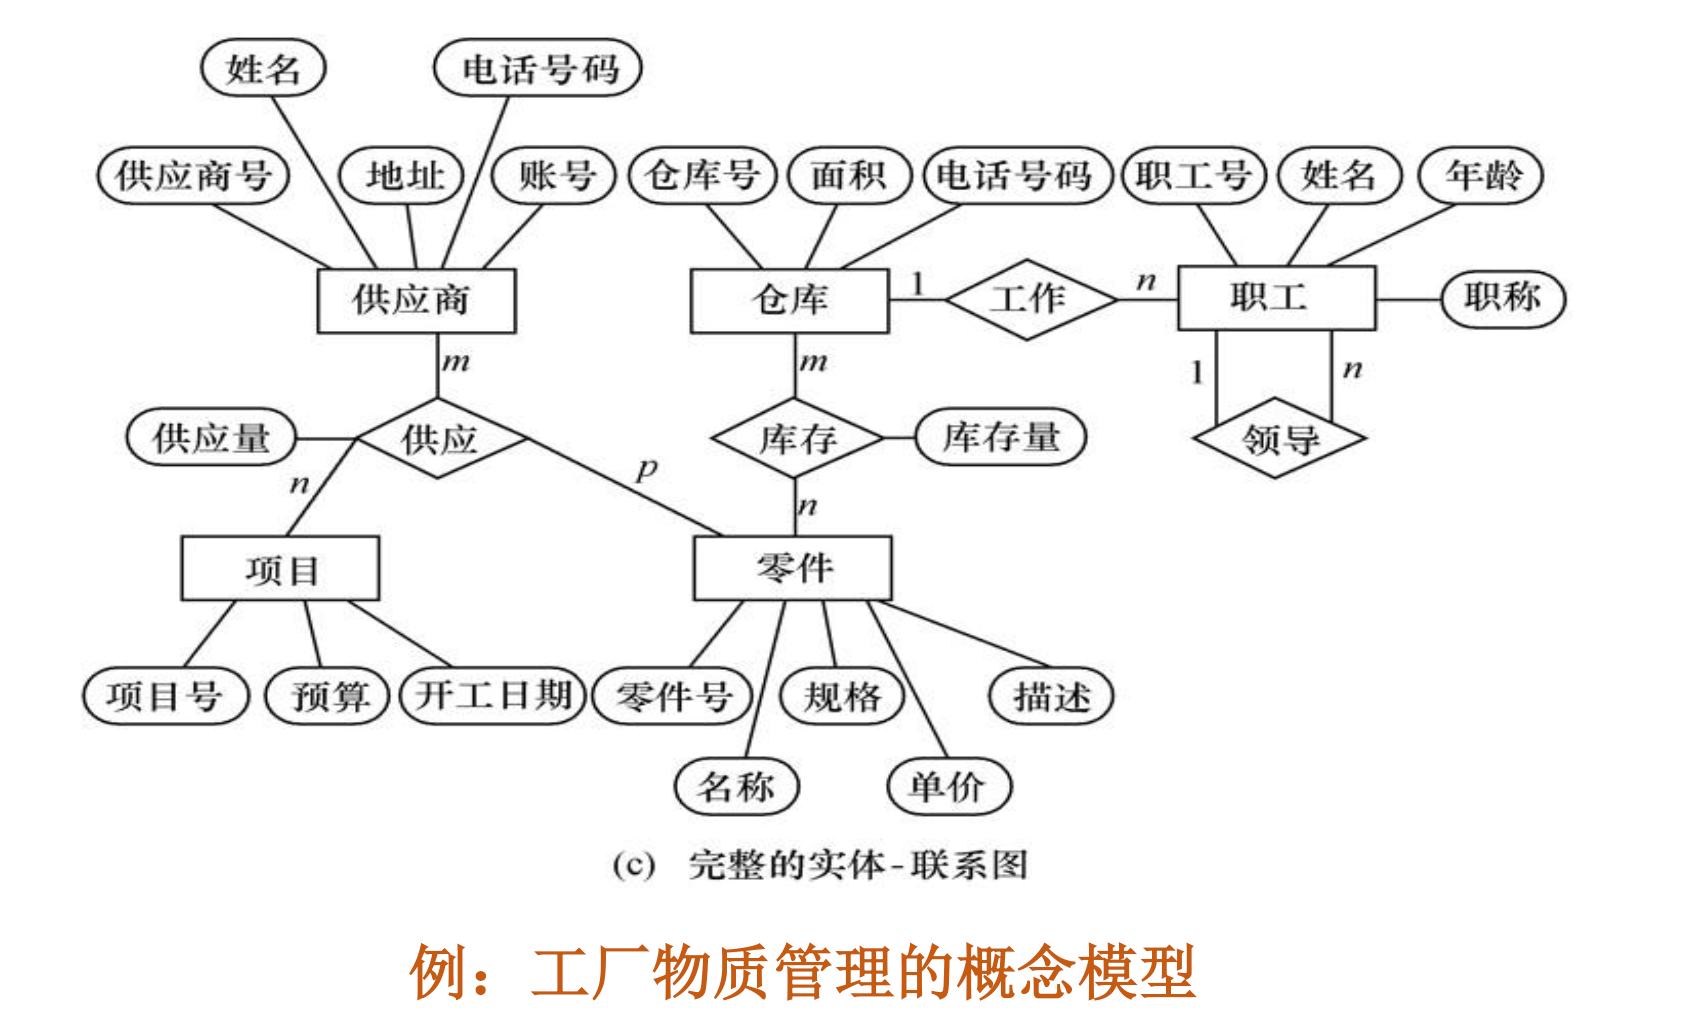 姓名 电话号码
供应商号 地址 账号 仓库号 面积 电话号码 职工号 姓名 年龄
供应商 仓库 1 工作 n 职工 职称
m m 1 n
供应量 供应 库存 库存量 领导
n p n
项目 零件
项目号 预算 开工日期 零件号 规格 描述
名称 单价
(c) 完整的实体-联系图
例：工厂物质管理的概念模型